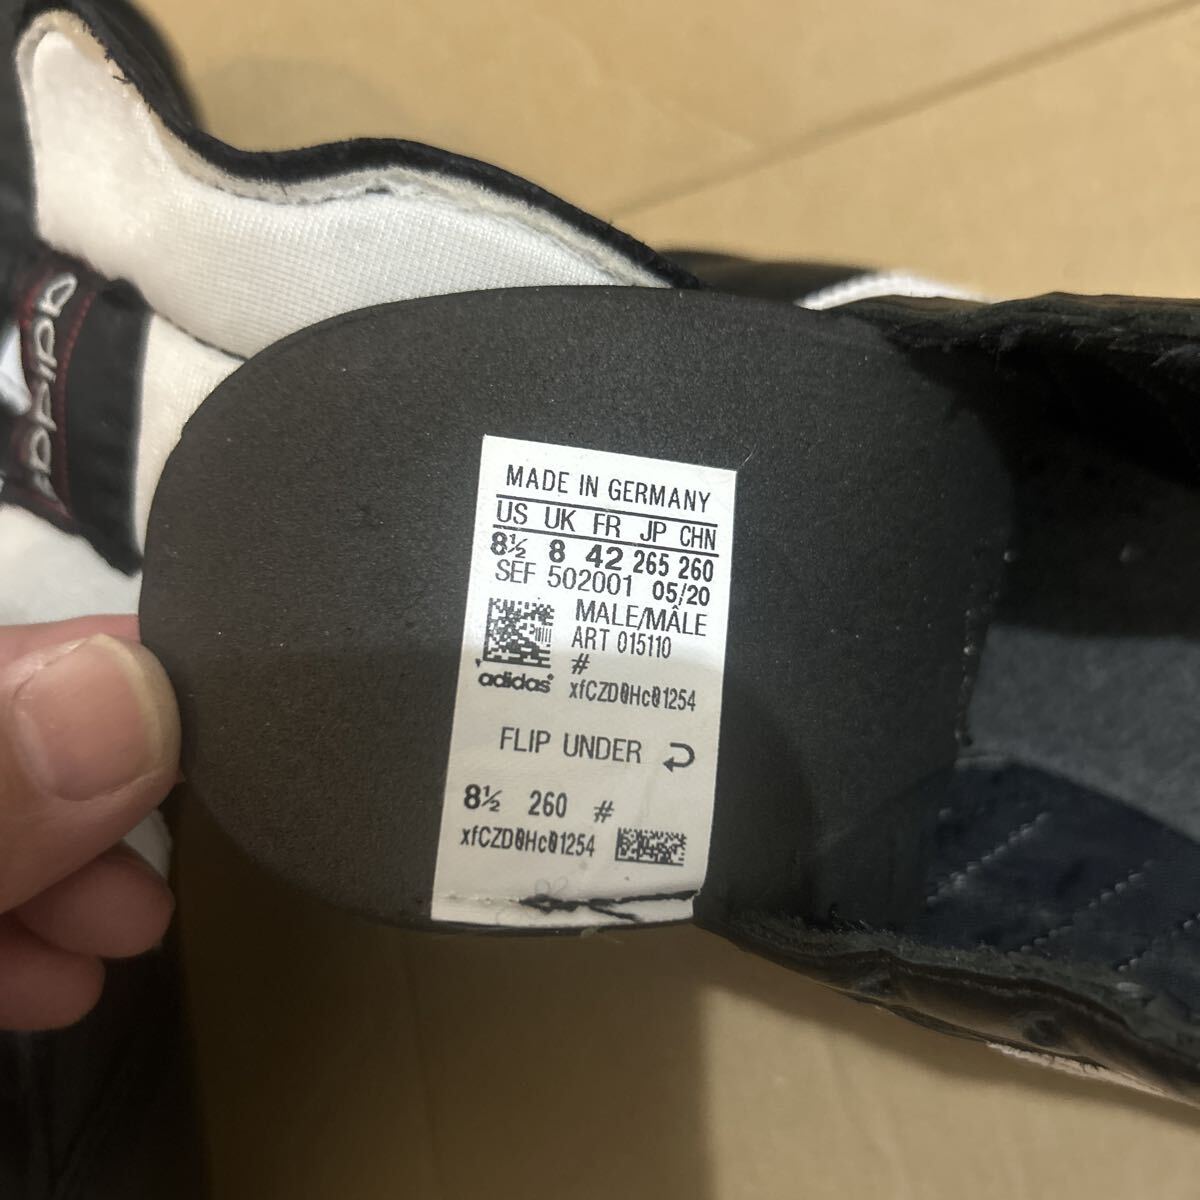 adidas
MADE IN GERMANY
US UK FR JP CHN
8½ 8 42 265 260
SEF 502001 05/20
MALE/MÂLE
ART 015110
#
adidas
xfCZD0Hc01254
FLIP UNDER
8½ 260 #
xfCZD0Hc01254